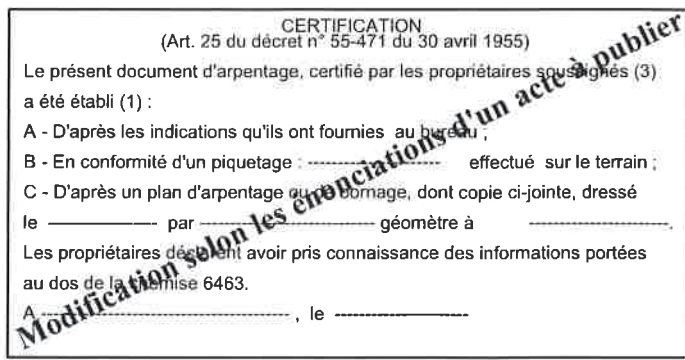 CERTIFICATION
(Art. 25 du décret n° 55-471 du 30 avril 1955)
Le présent document d'arpentage, certifié par les propriétaires soussignés (3)
a été établi (1) :
A - D'après les indications qu'ils ont fournies au bureau ;
B - En conformité d'un piquetage : ---------------------- effectué sur le terrain ;
C - D'après un plan d'arpentage ou de bornage, dont copie ci-jointe, dressé
le ------------------ par ----------------------------- géomètre à ------------------------.
Les propriétaires déclarent avoir pris connaissance des informations portées
au dos de la chemise 6463.
A ------------------------------------------ , le ------------------
Modification selon les énonciations d'un acte à publier